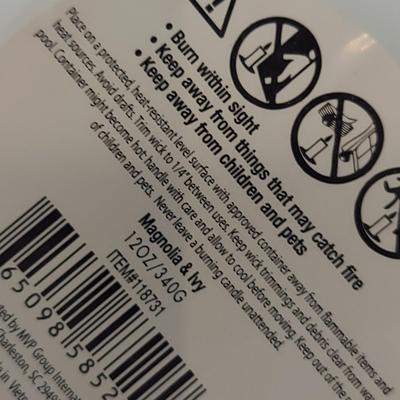 • Burn within sight
• Keep away from things that may catch fire
• Keep away from children and pets
Place on a protected, heat-resistant level surface with approved container away from flammable items and
heat sources. Avoid drafts. Trim wick to 1/4" between uses. Keep wick trimmings and debris clear from
pool. Container might become hot: handle with care and allow to cool before moving. Keep out of the
of children and pets. Never leave a burning candle unattended.
Magnolia & Ivy
12OZ/340G
ITEM#118731
65098 5852
MVP Group Internat
Charleston, SC 294
in Vietn